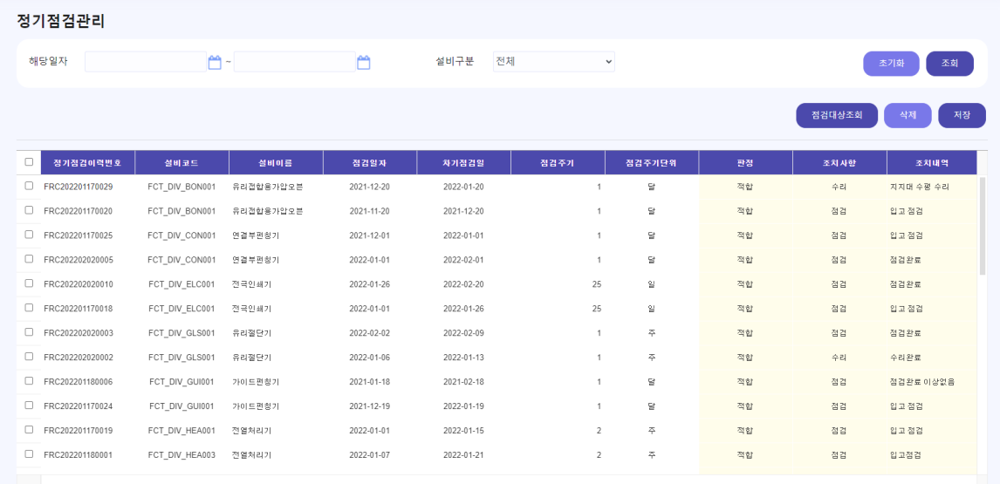 정기점검관리
해당일자 ~ 설비구분 전체 초기화 조회
점검대상조회 삭제 저장
정기점검이력번호 설비코드 설비이름 점검일자 차기점검일 점검주기 점검주기단위 판정 조치사항 조치내역
FRC202201170029 FCT_DIV_BON001 유리접합용가압오븐 2021-12-20 2022-01-20 1 달 적합 수리 지지대 수평 수리
FRC202201170020 FCT_DIV_BON001 유리접합용가압오븐 2021-11-20 2021-12-20 1 달 적합 점검 입고 점검
FRC202201170025 FCT_DIV_CON001 연결부펀칭기 2021-12-01 2022-01-01 1 달 적합 점검 입고 점검
FRC202202020005 FCT_DIV_CON001 연결부펀칭기 2022-01-01 2022-02-01 1 달 적합 점검 점검완료
FRC202202020010 FCT_DIV_ELC001 전극인쇄기 2022-01-26 2022-02-20 25 일 적합 점검 점검완료
FRC202201170018 FCT_DIV_ELC001 전극인쇄기 2022-01-01 2022-01-26 25 일 적합 점검 입고 점검
FRC202202020003 FCT_DIV_GLS001 유리절단기 2022-02-02 2022-02-09 1 주 적합 점검 점검완료
FRC202202020002 FCT_DIV_GLS001 유리절단기 2022-01-06 2022-01-13 1 주 적합 수리 수리완료
FRC202201180006 FCT_DIV_GUI001 가이드펀칭기 2021-01-18 2021-02-18 1 달 적합 점검 점검완료 이상없음
FRC202201170024 FCT_DIV_GUI001 가이드펀칭기 2021-12-19 2022-01-19 1 달 적합 점검 입고 점검
FRC202201170019 FCT_DIV_HEA001 전열처리기 2022-01-01 2022-01-15 2 주 적합 점검 입고 점검
FRC202201180001 FCT_DIV_HEA003 전열처리기 2022-01-07 2022-01-21 2 주 적합 점검 입고점검